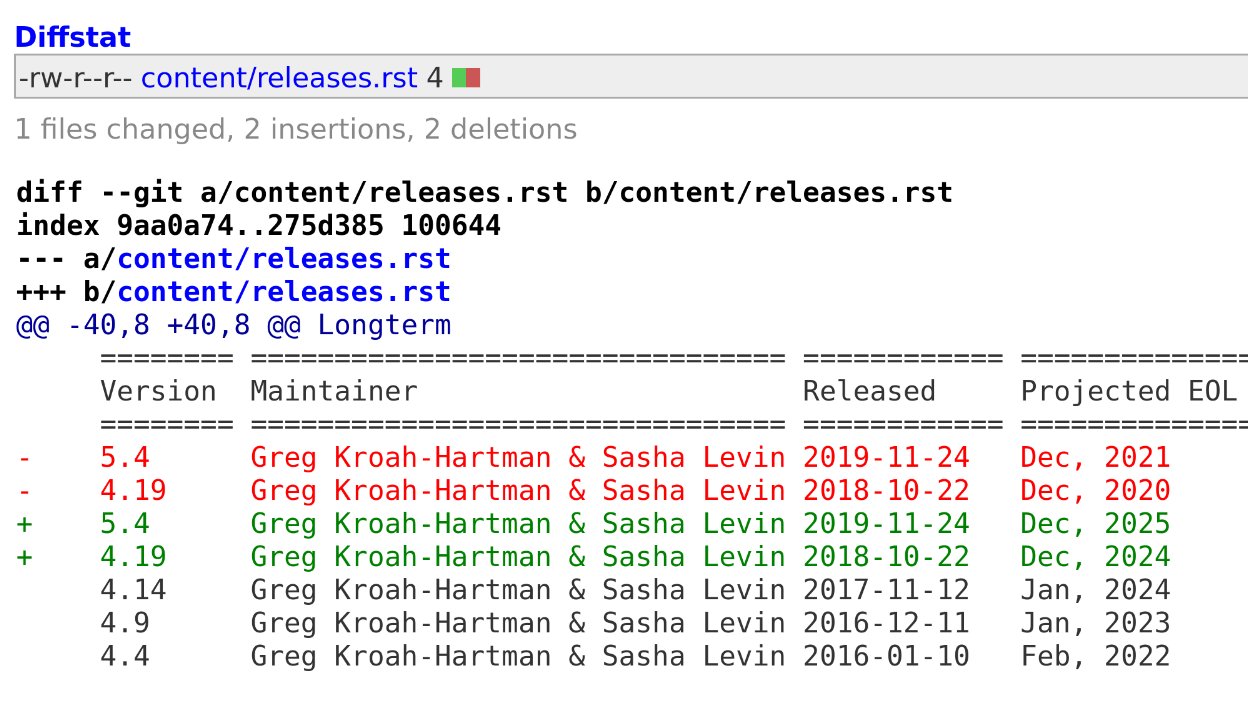 Diffstat
-rw-r--r-- content/releases.rst 4
1 files changed, 2 insertions, 2 deletions
diff --git a/content/releases.rst b/content/releases.rst
index 9aa0a74..275d385 100644
--- a/content/releases.rst
+++ b/content/releases.rst
@@ -40,8 +40,8 @@ Longterm
     ======== ================================ ============ ==============
     Version  Maintainer                       Released     Projected EOL
     ======== ================================ ============ ==============
-    5.4      Greg Kroah-Hartman & Sasha Levin 2019-11-24   Dec, 2021
-    4.19     Greg Kroah-Hartman & Sasha Levin 2018-10-22   Dec, 2020
+    5.4      Greg Kroah-Hartman & Sasha Levin 2019-11-24   Dec, 2025
+    4.19     Greg Kroah-Hartman & Sasha Levin 2018-10-22   Dec, 2024
     4.14     Greg Kroah-Hartman & Sasha Levin 2017-11-12   Jan, 2024
     4.9      Greg Kroah-Hartman & Sasha Levin 2016-12-11   Jan, 2023
     4.4      Greg Kroah-Hartman & Sasha Levin 2016-01-10   Feb, 2022